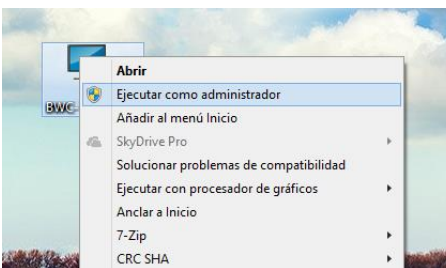 Abrir
BWC-
Ejecutar como administrador
Añadir al menú Inicio
SkyDrive Pro
Solucionar problemas de compatibilidad
Ejecutar con procesador de gráficos
Anclar a Inicio
7-Zip
CRC SHA